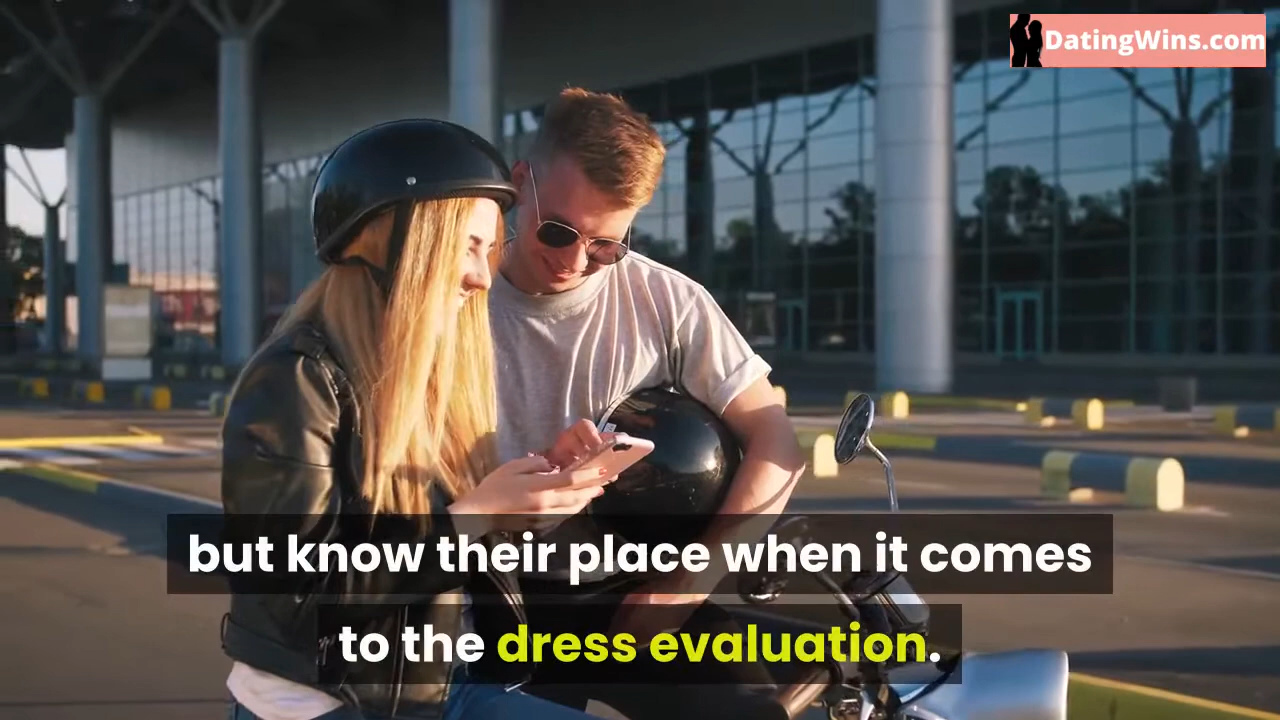 DatingWins.com
but know their place when it comes
to the dress evaluation.